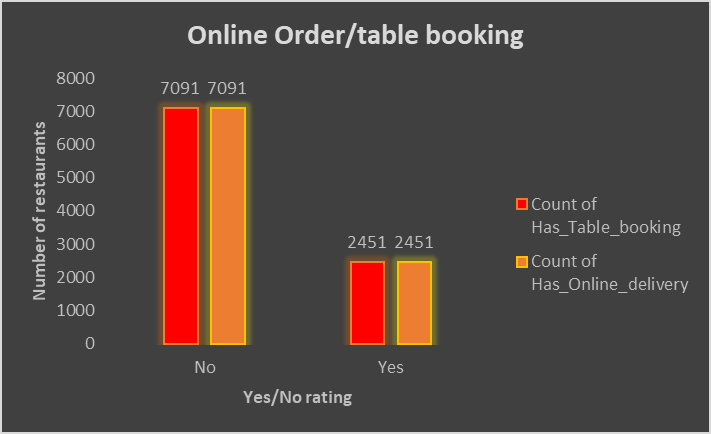 Online Order/table booking
Number of restaurants
8000
7000
6000
5000
4000
3000
2000
1000
0
7091 7091
2451 2451
No Yes
Yes/No rating
Count of
Has_Table_booking
Count of
Has_Online_delivery